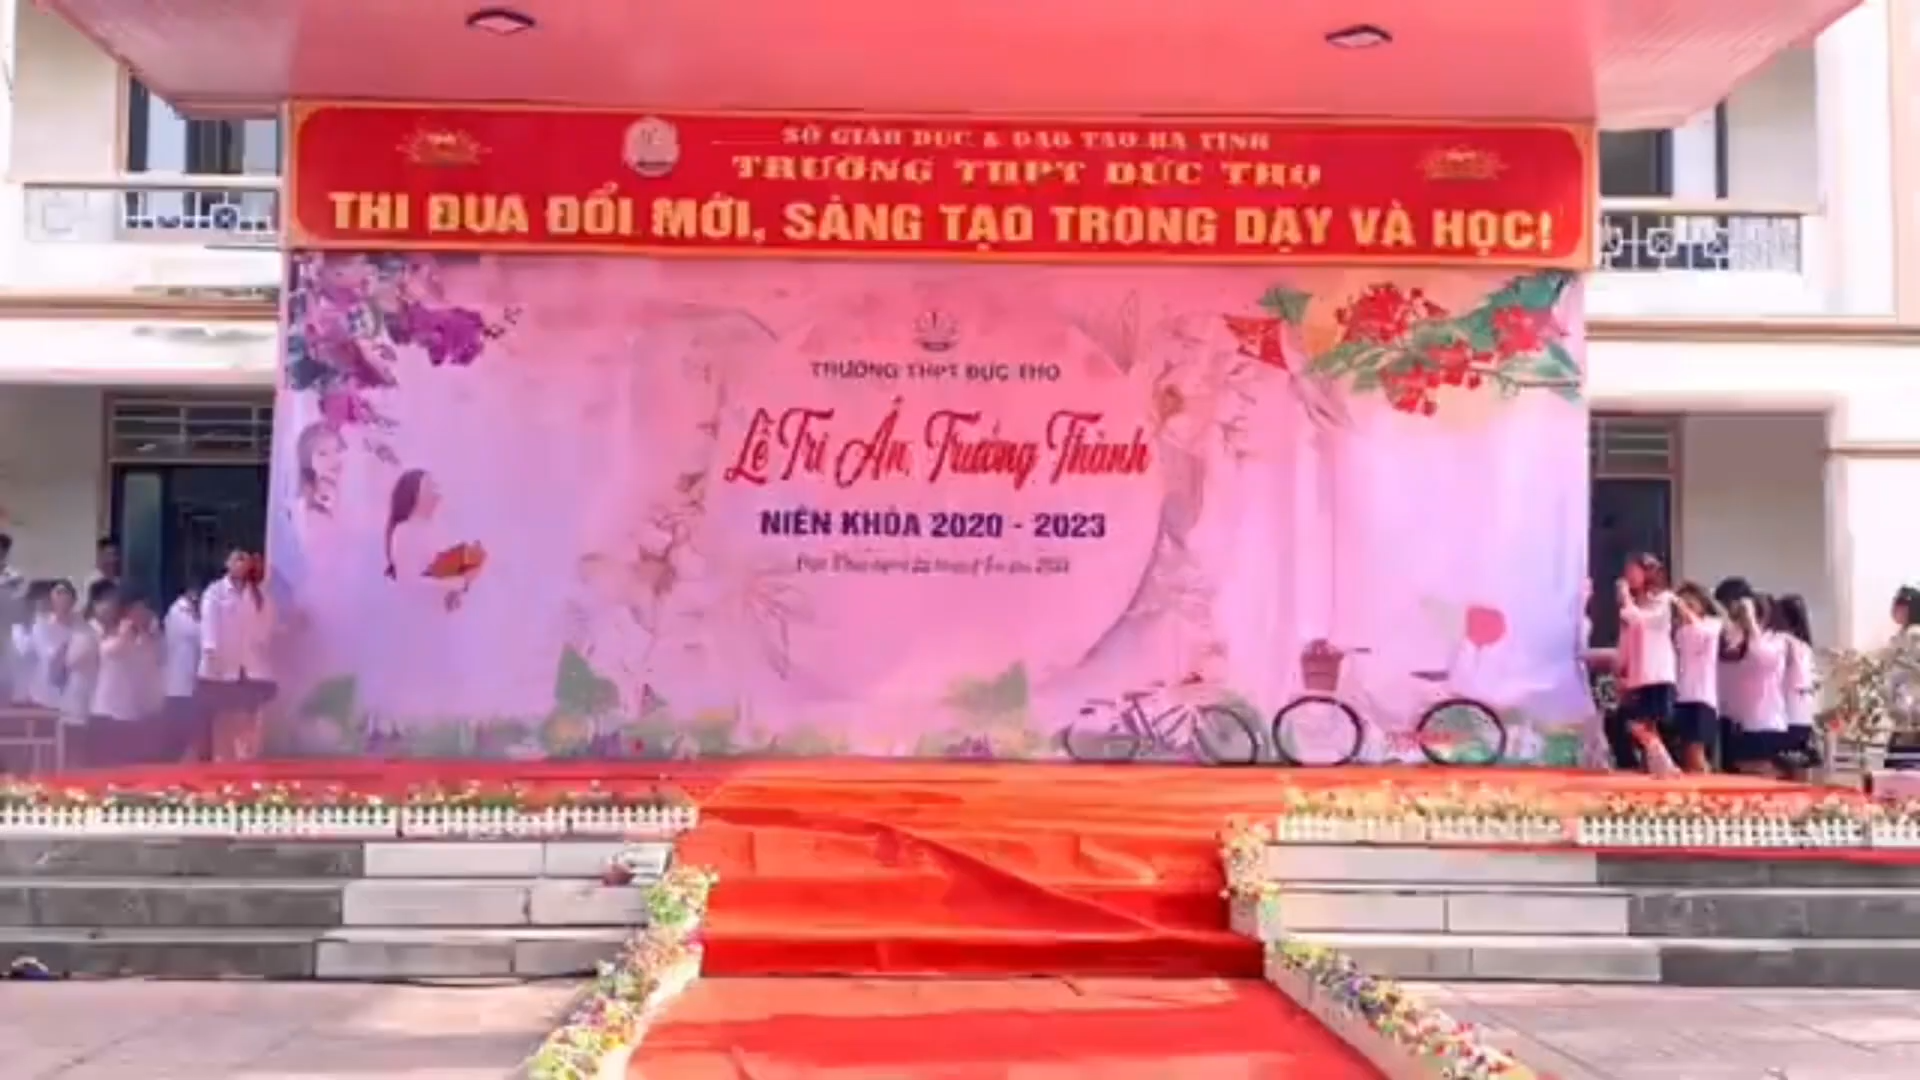 SỞ GIÁO DỤC & ĐÀO TẠO HÀ TĨNH
TRƯỜNG THPT ĐỨC THỌ
THI ĐUA ĐỔI MỚI, SÁNG TẠO TRONG DẠY VÀ HỌC!
TRƯỜNG THPT ĐỨC THỌ
Lễ Tri Ân, Trưởng Thành
NIÊN KHÓA 2020 - 2023